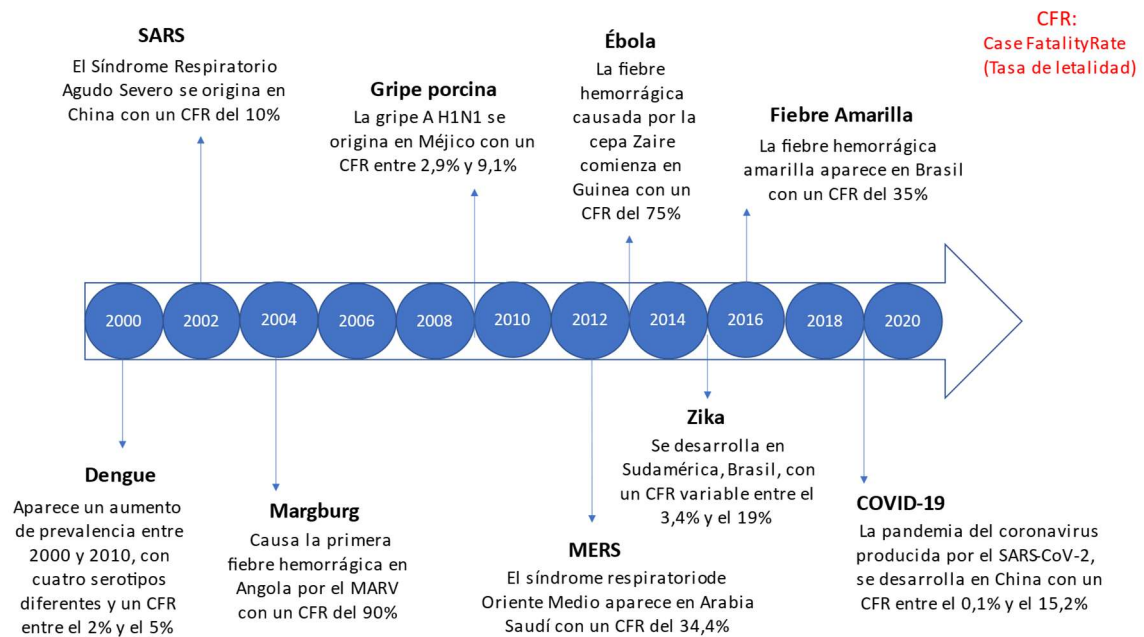 CFR:
Case FatalityRate
(Tasa de letalidad)
SARS
El Síndrome Respiratorio
Agudo Severo se origina en
China con un CFR del 10%
Gripe porcina
La gripe A H1N1 se
origina en Méjico con un
CFR entre 2,9% y 9,1%
Ébola
La fiebre
hemorrágica
causada por la
cepa Zaire
comienza en
Guinea con un
CFR del 75%
Fiebre Amarilla
La fiebre hemorrágica
amarilla aparece en Brasil
con un CFR del 35%
2000 2002 2004 2006 2008 2010 2012 2014 2016 2018 2020
Dengue
Aparece un aumento
de prevalencia entre
2000 y 2010, con
cuatro serotipos
diferentes y un CFR
entre el 2% y el 5%
Margburg
Causa la primera
fiebre hemorrágica en
Angola por el MARV
con un CFR del 90%
MERS
El síndrome respiratoriode
Oriente Medio aparece en Arabia
Saudí con un CFR del 34,4%
Zika
Se desarrolla en
Sudamérica, Brasil, con
un CFR variable entre el
3,4% y el 19%
COVID-19
La pandemia del coronavirus
producida por el SARS-CoV-2,
se desarrolla en China con un
CFR entre el 0,1% y el 15,2%